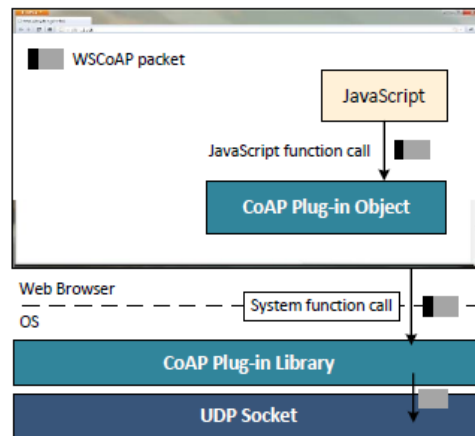 WSCoAP packet
JavaScript
JavaScript function call
CoAP Plug-in Object
Web Browser
System function call
OS
CoAP Plug-in Library
UDP Socket